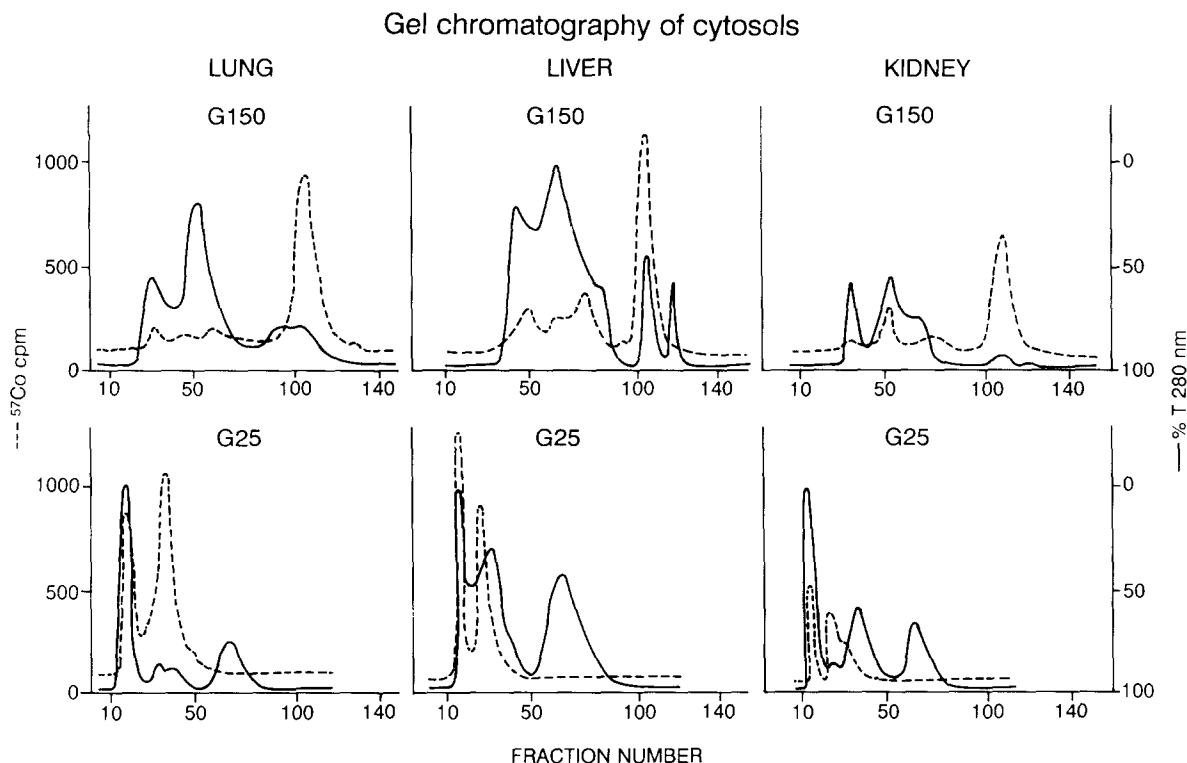 Gel chromatography of cytosols
LUNG LIVER KIDNEY
G150 G150 G150
1000
500
0
0
50
100
10 50 100 140
10 50 100 140
10 50 100 140
--- ⁵⁷Co cpm
— % T 280 nm
G25 G25 G25
1000
500
0
0
50
100
10 50 100 140
10 50 100 140
10 50 100 140
FRACTION NUMBER